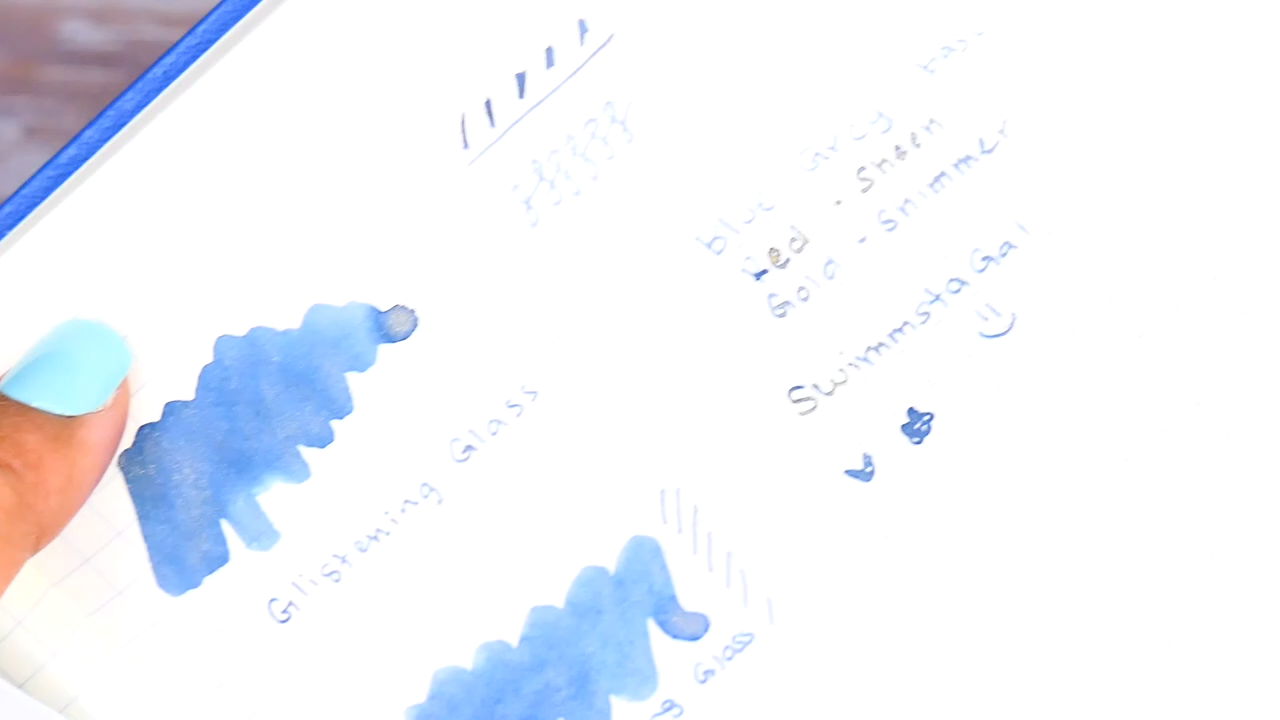 blue Grey base
Red - Sheen
Gold - Shimmer
SwimmstaGal
Glistening Glass
Glass